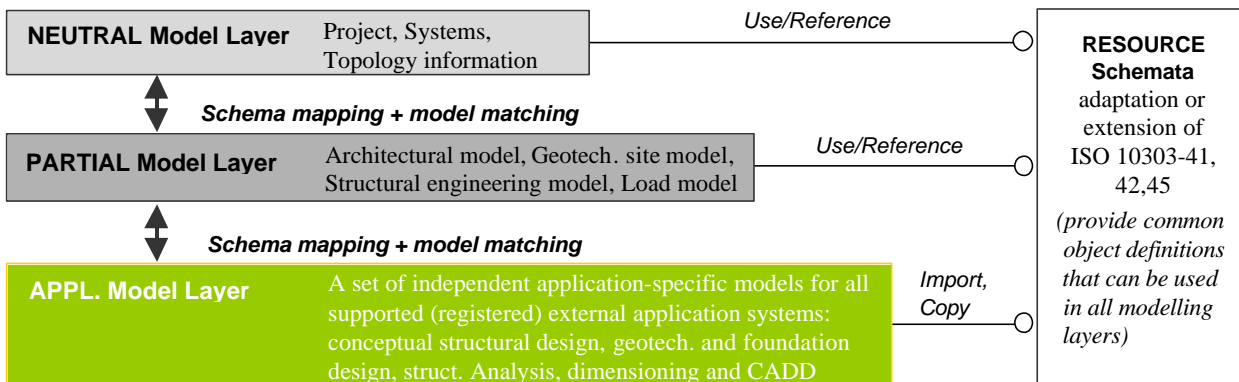 NEUTRAL Model Layer Project, Systems,
Topology information
Use/Reference
Schema mapping + model matching
PARTIAL Model Layer Architectural model, Geotech. site model,
Structural engineering model, Load model
Use/Reference
Schema mapping + model matching
APPL. Model Layer A set of independent application-specific models for all
supported (registered) external application systems:
conceptual structural design, geotech. and foundation
design, struct. Analysis, dimensioning and CADD
Import,
Copy
RESOURCE
Schemata
adaptation or
extension of
ISO 10303-41,
42,45
(provide common
object definitions
that can be used
in all modelling
layers)